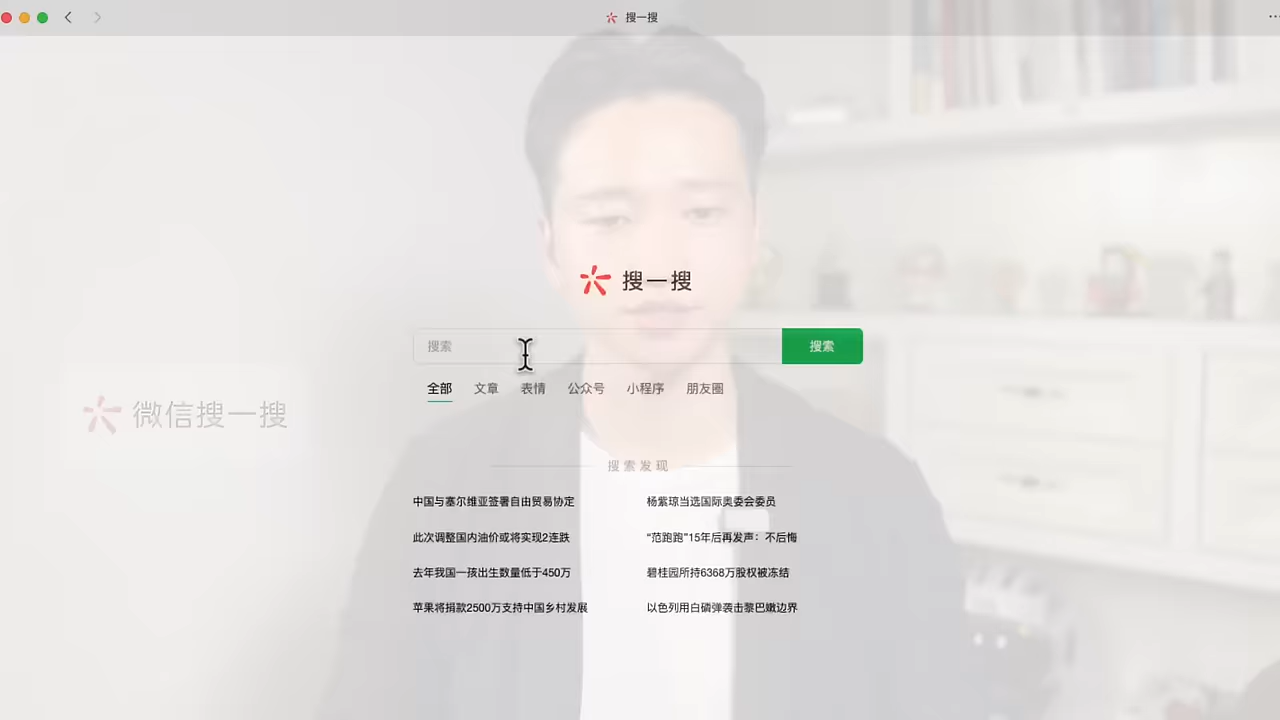 搜一搜
搜一搜
搜索
搜索
全部 文章 表情 公众号 小程序 朋友圈
微信搜一搜
搜索发现
中国与塞尔维亚签署自由贸易协定
杨紫琼当选国际奥委会委员
此次调整国内油价或将实现2连跌
“范跑跑”15年后再发声：不后悔
去年我国一孩出生数量低于450万
碧桂园所持6368万股权被冻结
苹果将捐款2500万支持中国乡村发展
以色列用白磷弹袭击黎巴嫩边界